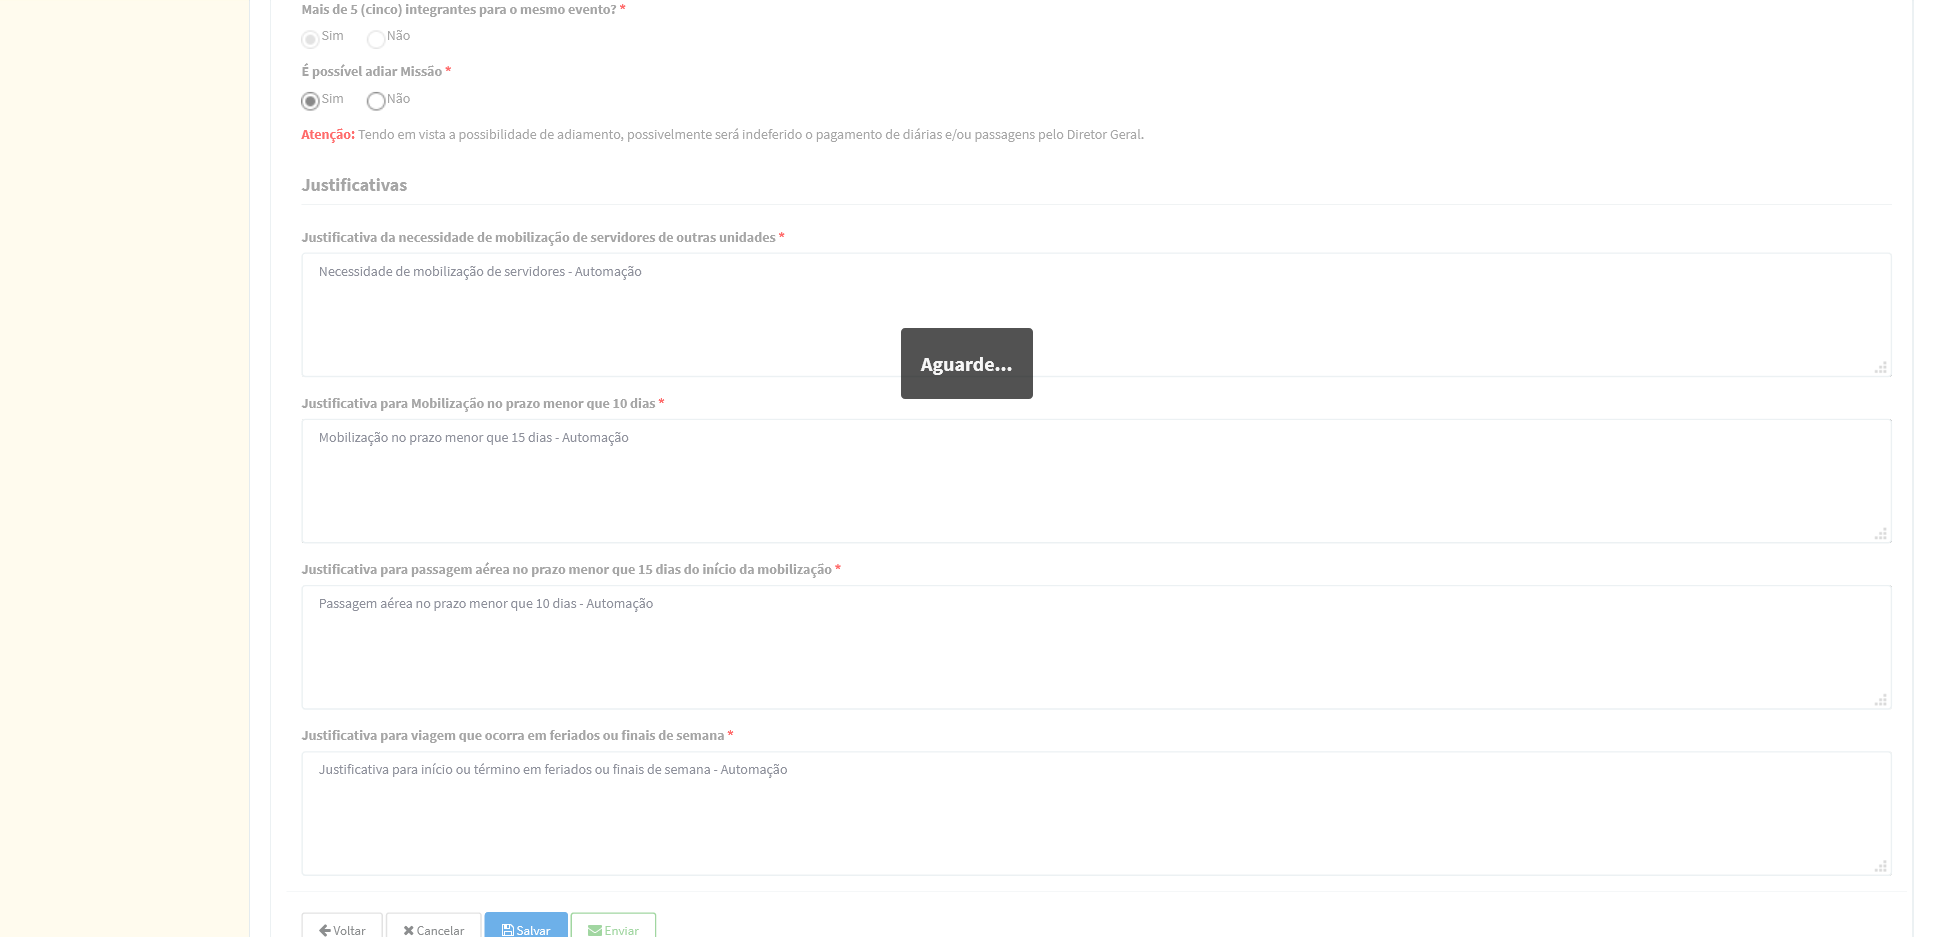 Mais de 5 (cinco) integrantes para o mesmo evento? *
Sim Não
É possível adiar Missão *
Sim Não
Atenção: Tendo em vista a possibilidade de adiamento, possivelmente será indeferido o pagamento de diárias e/ou passagens pelo Diretor Geral.
Justificativas
Justificativa da necessidade de mobilização de servidores de outras unidades *
Necessidade de mobilização de servidores - Automação
Aguarde...
Justificativa para Mobilização no prazo menor que 10 dias *
Mobilização no prazo menor que 15 dias - Automação
Justificativa para passagem aérea no prazo menor que 15 dias do início da mobilização *
Passagem aérea no prazo menor que 10 dias - Automação
Justificativa para viagem que ocorra em feriados ou finais de semana *
Justificativa para início ou término em feriados ou finais de semana - Automação
Voltar Cancelar Salvar Enviar